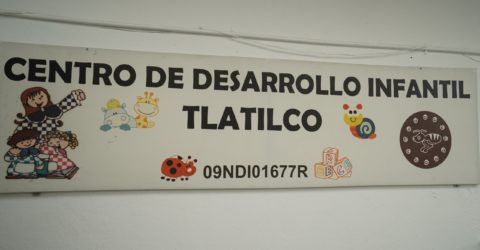 CENTRO DE DESARROLLO INFANTIL
TLATILCO
09NDI01677R